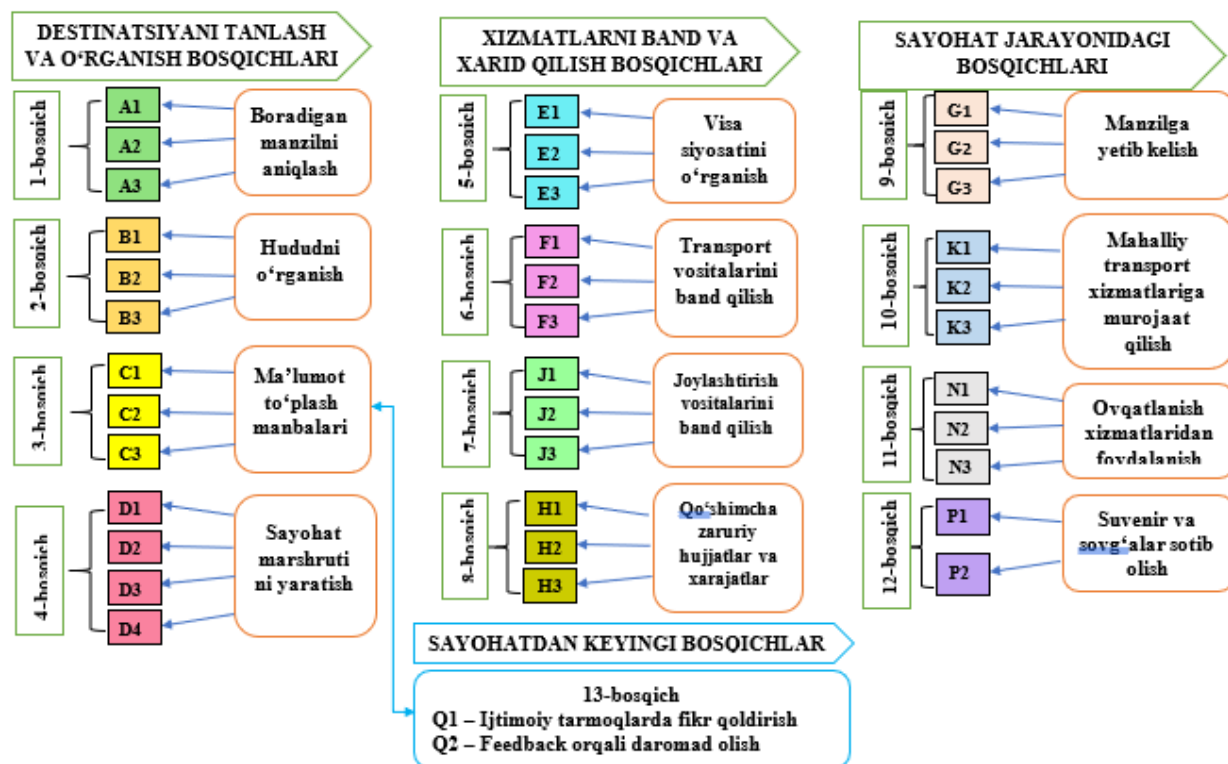 DESTINATSIYANI TANLASH
VA O‘RGANISH BOSQICHLARI
1-bosqich
A1
A2
A3
Boradigan
manzilni
aniqlash
2-bosqich
B1
B2
B3
Hududni
o‘rganish
3-bosqich
C1
C2
C3
Ma’lumot
to‘plash
manbalari
4-bosqich
D1
D2
D3
D4
Sayohat
marshruti
ni yaratish
XIZMATLARNI BAND VA
XARID QILISH BOSQICHLARI
5-bosqich
E1
E2
E3
Visa
siyosatini
o‘rganish
6-bosqich
F1
F2
F3
Transport
vositalarini
band qilish
7-bosqich
J1
J2
J3
Joylashtirish
vositalarini
band qilish
8-bosqich
H1
H2
H3
Qo‘shimcha
zaruriy
hujjatlar va
xarajatlar
SAYOHAT JARAYONIDAGI
BOSQICHLARI
9-bosqich
G1
G2
G3
Manzilga
yetib kelish
10-bosqich
K1
K2
K3
Mahalliy
transport
xizmatlariga
murojaat
qilish
11-bosqich
N1
N2
N3
Ovqatlanish
xizmatlaridan
foydalanish
12-bosqich
P1
P2
Suvenir va
sovg‘alar sotib
olish
SAYOHATDAN KEYINGI BOSQICHLAR
13-bosqich
Q1 – Ijtimoiy tarmoqlarda fikr qoldirish
Q2 – Feedback orqali daromad olish